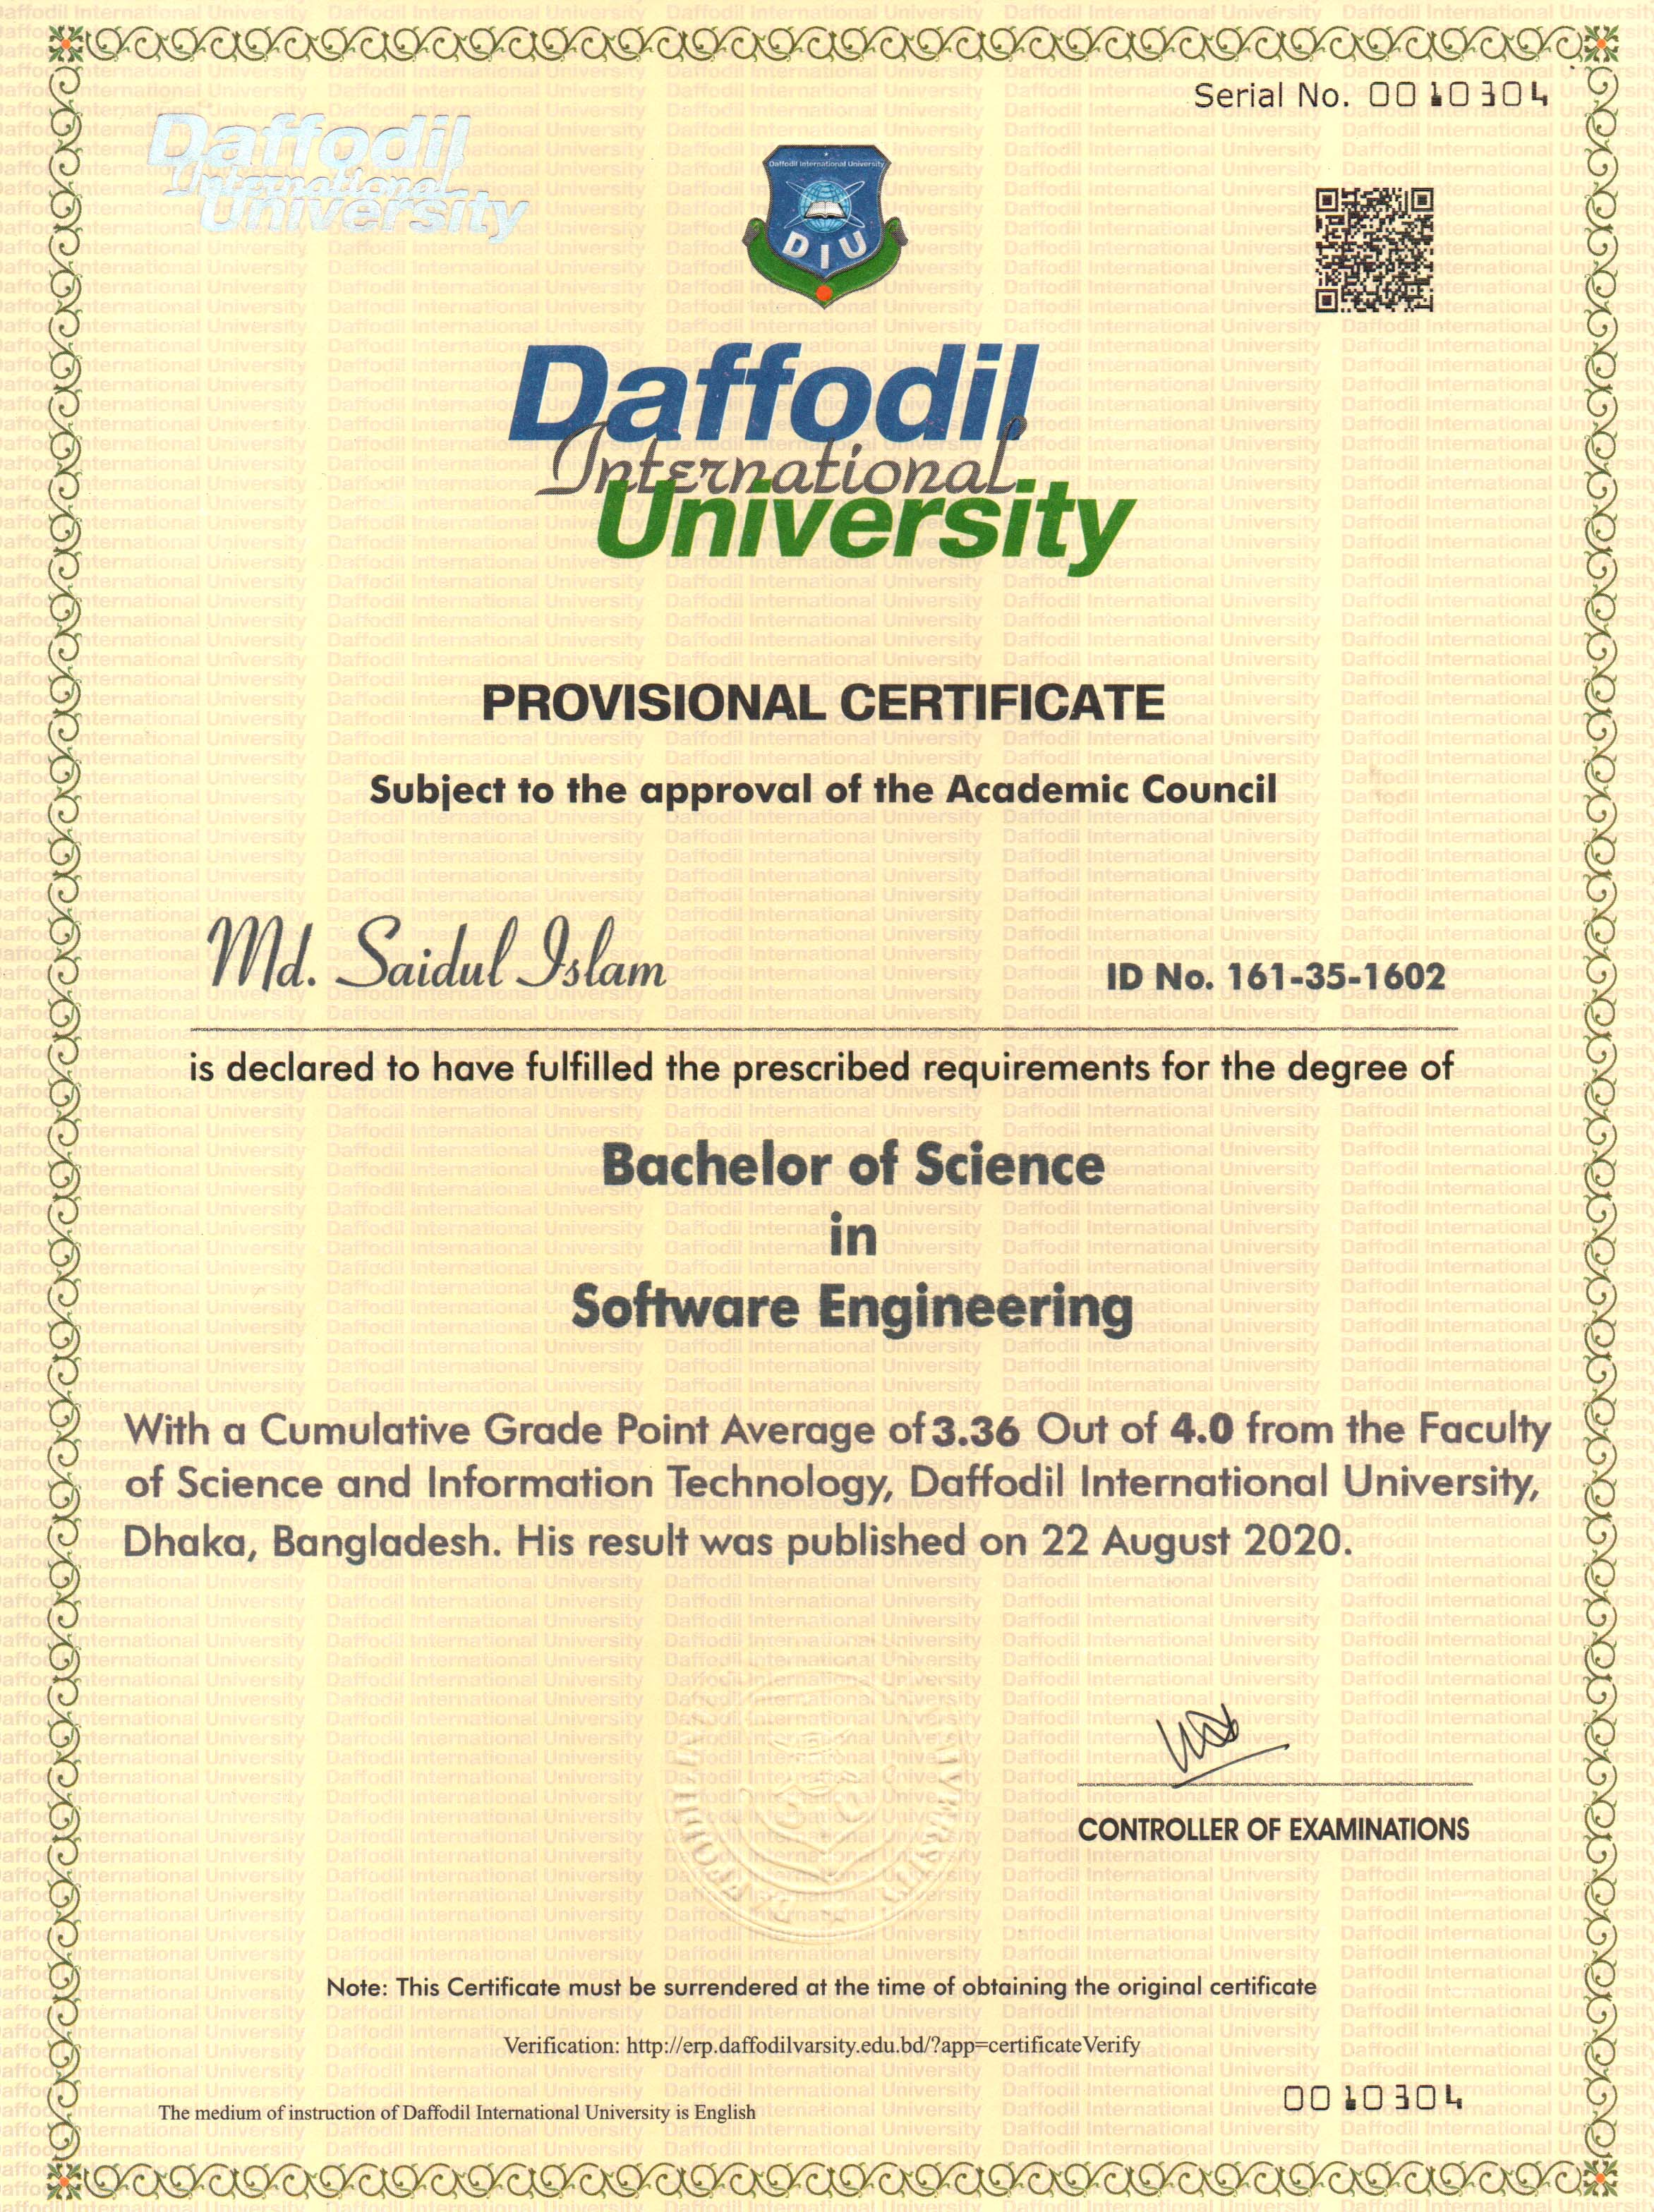 Serial No. 0010304
Daffodil
International
University
Daffodil International University
DIU
Daffodil
International
University
PROVISIONAL CERTIFICATE
Subject to the approval of the Academic Council
Md. Saidul Islam ID No. 161-35-1602
is declared to have fulfilled the prescribed requirements for the degree of
Bachelor of Science
in
Software Engineering
With a Cumulative Grade Point Average of 3.36 Out of 4.0 from the Faculty
of Science and Information Technology, Daffodil International University,
Dhaka, Bangladesh. His result was published on 22 August 2020.
CONTROLLER OF EXAMINATIONS
Note: This Certificate must be surrendered at the time of obtaining the original certificate
Verification: http://erp.daffodilvarsity.edu.bd/?app=certificateVerify
0010304
The medium of instruction of Daffodil International University is English